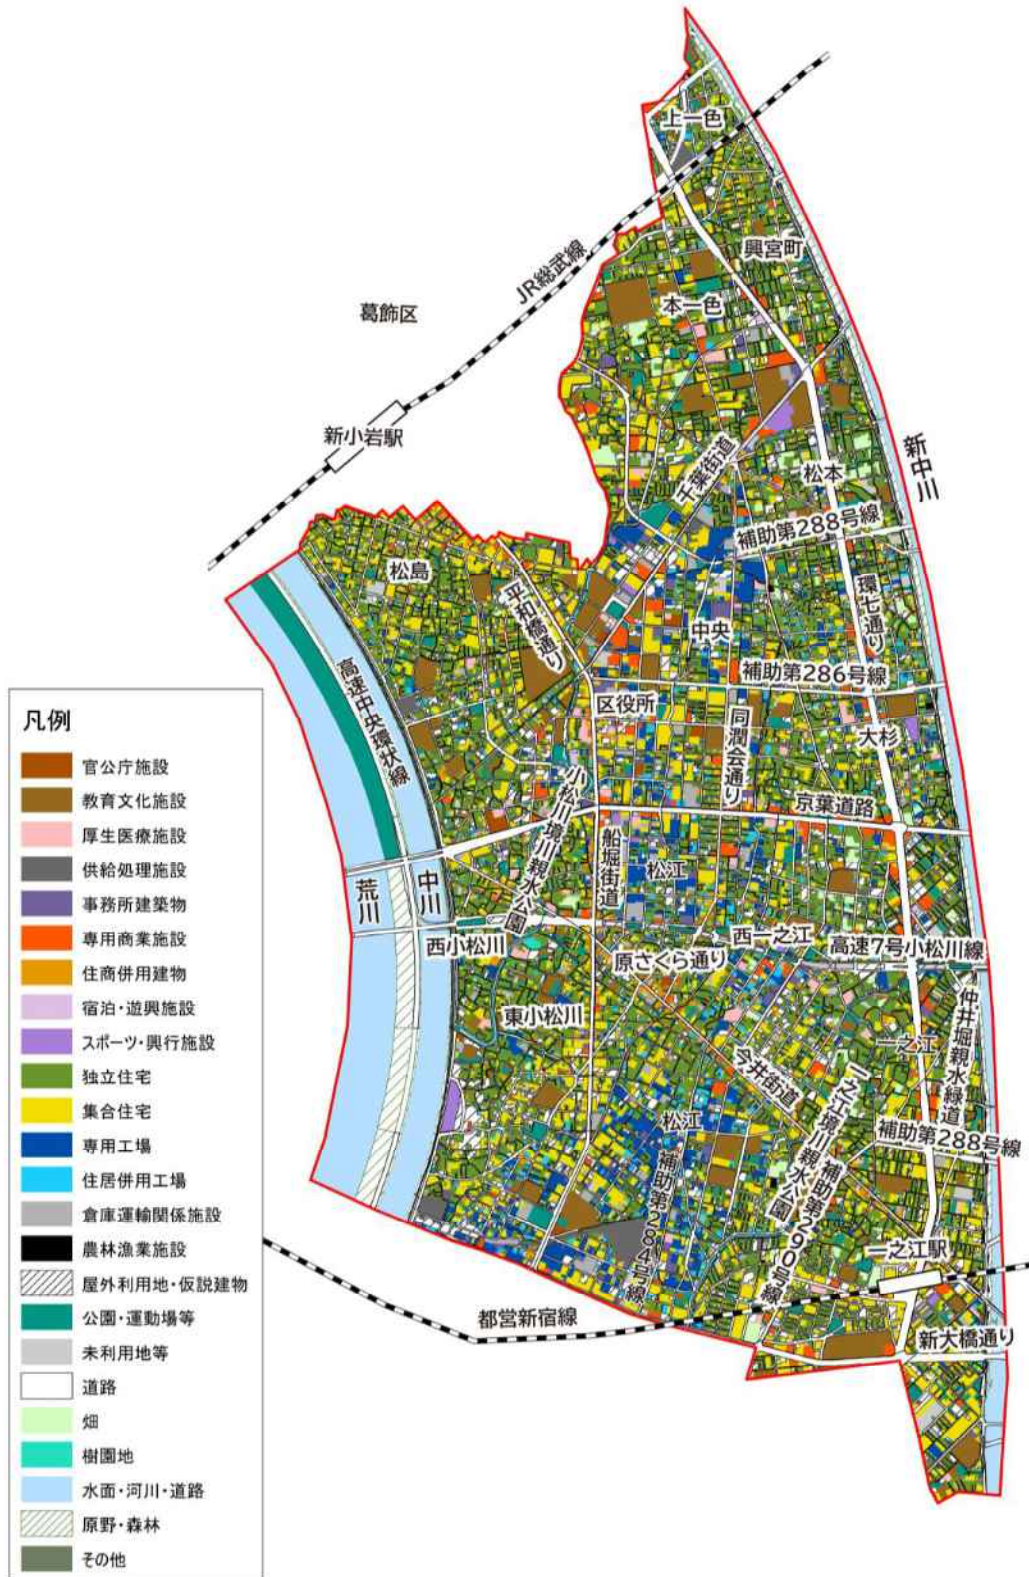 上一色
興宮町
JR総武線
葛飾区
本一色
新小岩駅
千葉街道
松本
新中川
補助第288号線
松島
平和橋通り
中央
環七通り
補助第286号線
高速中央環状線
区役所
同潤会通り
大杉
小松川境川親水公園
京葉道路
船堀街道
松江
荒川
中川
西小松川
西一之江
原さくら通り
高速7号小松川線
東小松川
一之江
仲井堀親水緑道
今井街道
一之江境川親水公園
松江
補助第288号線
補助第284号線
補助第290号線
一之江駅
都営新宿線
新大橋通り
凡例
官公庁施設
教育文化施設
厚生医療施設
供給処理施設
事務所建築物
専用商業施設
住商併用建物
宿泊・遊興施設
スポーツ・興行施設
独立住宅
集合住宅
専用工場
住居併用工場
倉庫運輸関係施設
農林漁業施設
屋外利用地・仮説建物
公園・運動場等
未利用地等
道路
畑
樹園地
水面・河川・道路
原野・森林
その他